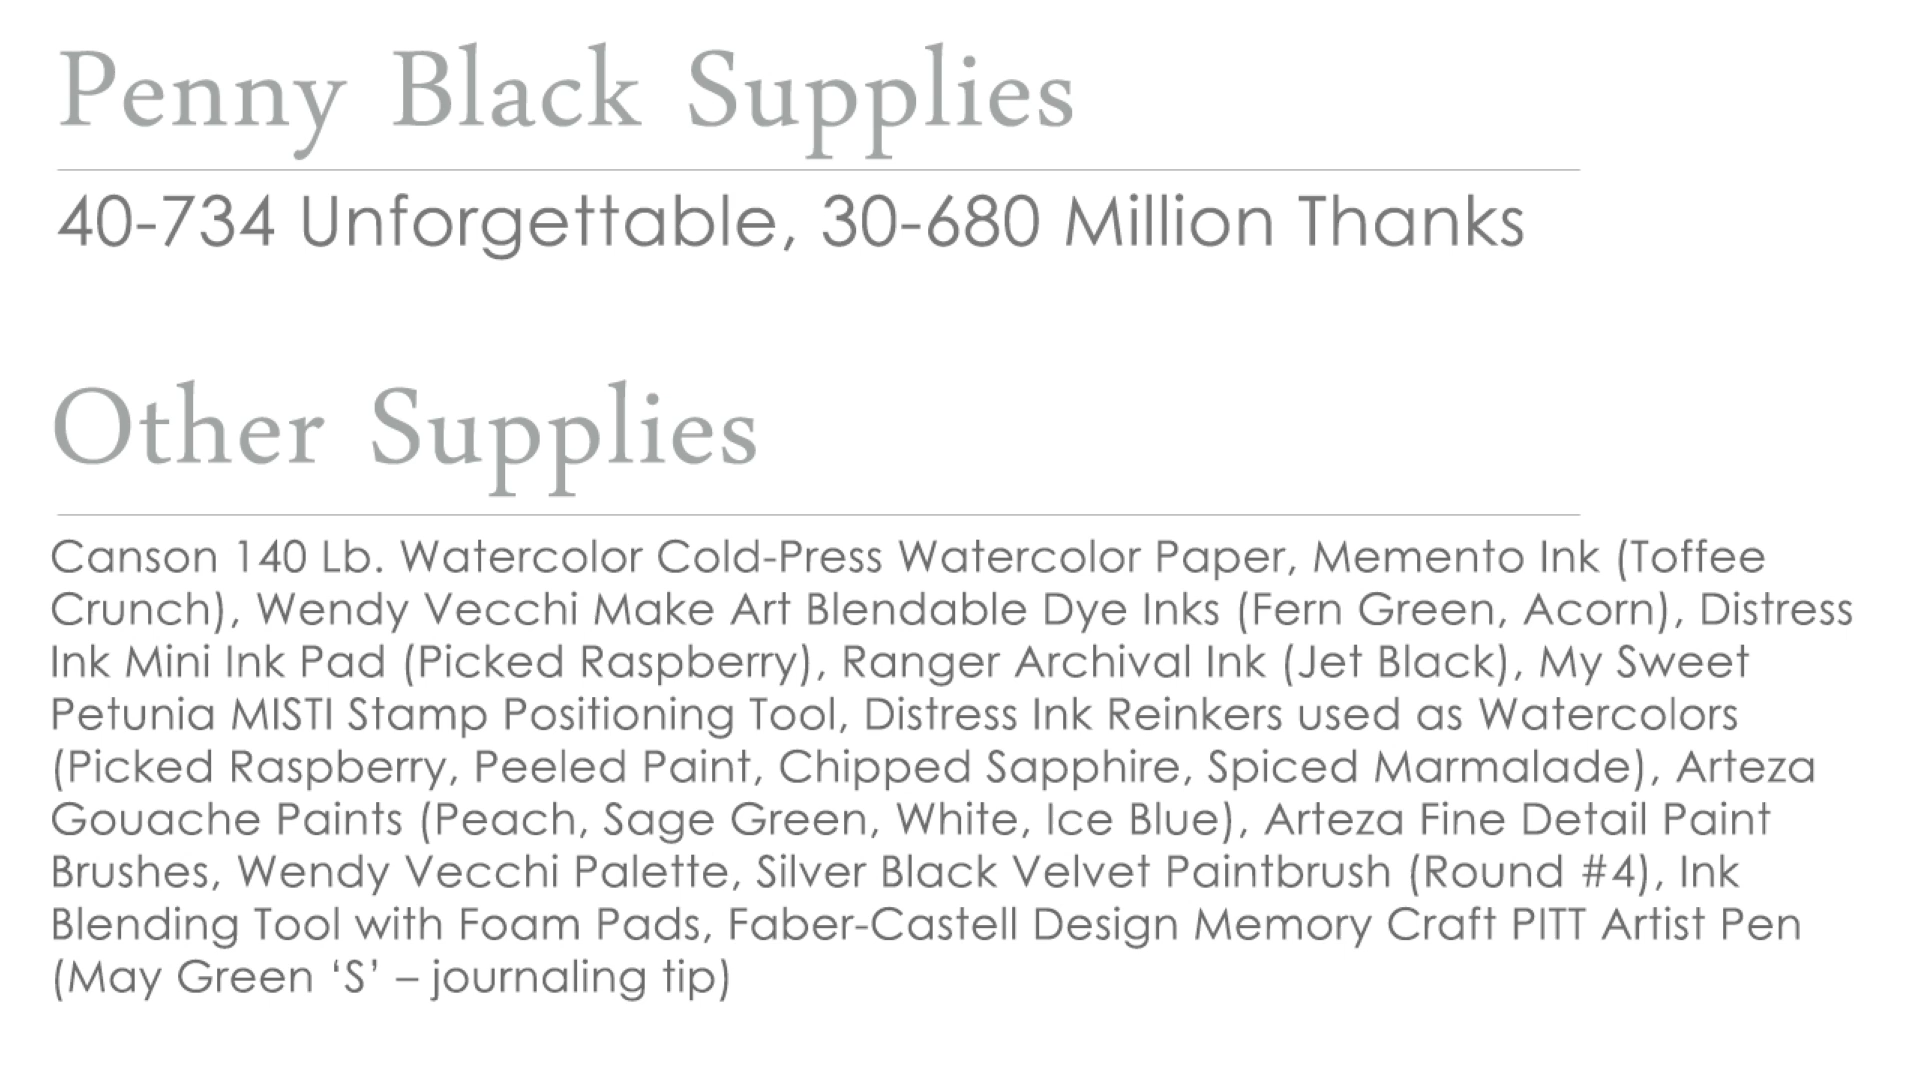 Penny Black Supplies
40-734 Unforgettable, 30-680 Million Thanks
Other Supplies
Canson 140 Lb. Watercolor Cold-Press Watercolor Paper, Memento Ink (Toffee
Crunch), Wendy Vecchi Make Art Blendable Dye Inks (Fern Green, Acorn), Distress
Ink Mini Ink Pad (Picked Raspberry), Ranger Archival Ink (Jet Black), My Sweet
Petunia MISTI Stamp Positioning Tool, Distress Ink Reinkers used as Watercolors
(Picked Raspberry, Peeled Paint, Chipped Sapphire, Spiced Marmalade), Arteza
Gouache Paints (Peach, Sage Green, White, Ice Blue), Arteza Fine Detail Paint
Brushes, Wendy Vecchi Palette, Silver Black Velvet Paintbrush (Round #4), Ink
Blending Tool with Foam Pads, Faber-Castell Design Memory Craft PITT Artist Pen
(May Green ‘S’ – journaling tip)